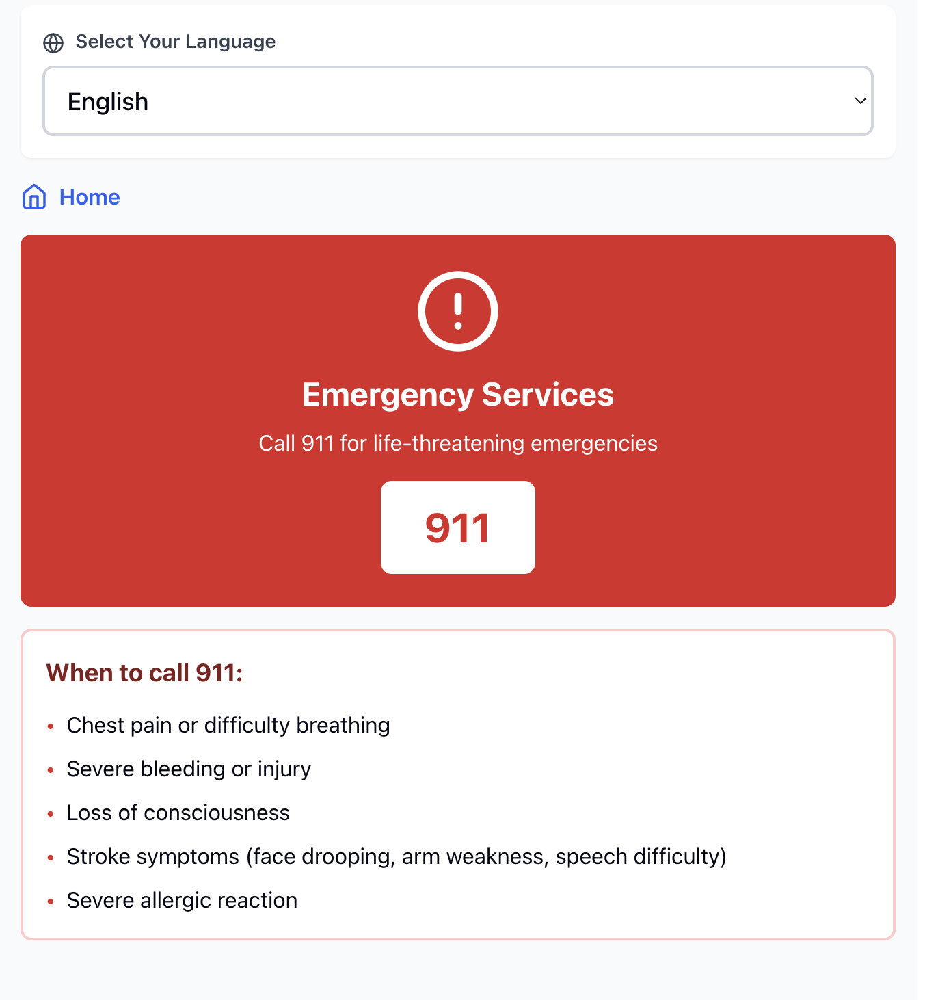 Select Your Language
English
Home
Emergency Services
Call 911 for life-threatening emergencies
911
When to call 911:
• Chest pain or difficulty breathing
• Severe bleeding or injury
• Loss of consciousness
• Stroke symptoms (face drooping, arm weakness, speech difficulty)
• Severe allergic reaction